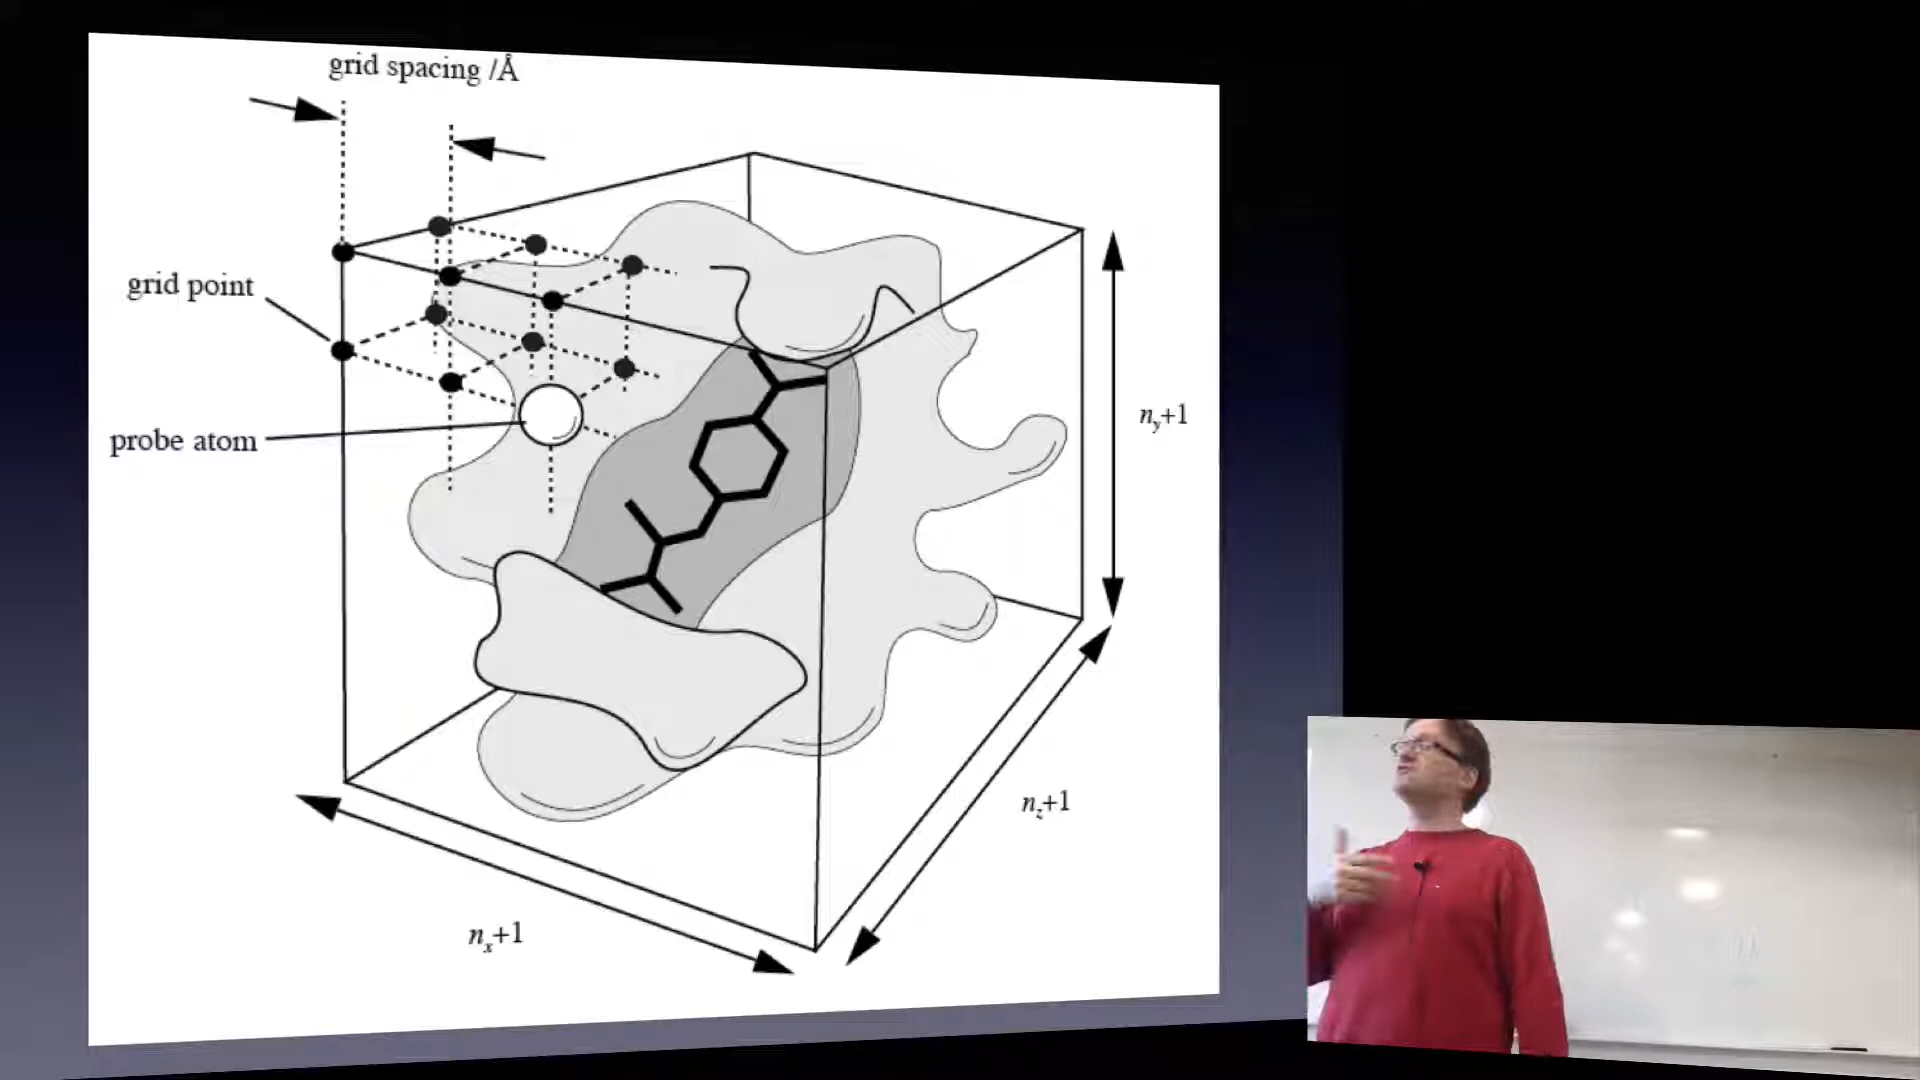 grid spacing /Å
grid point
probe atom
n_y+1
n_z+1
n_x+1